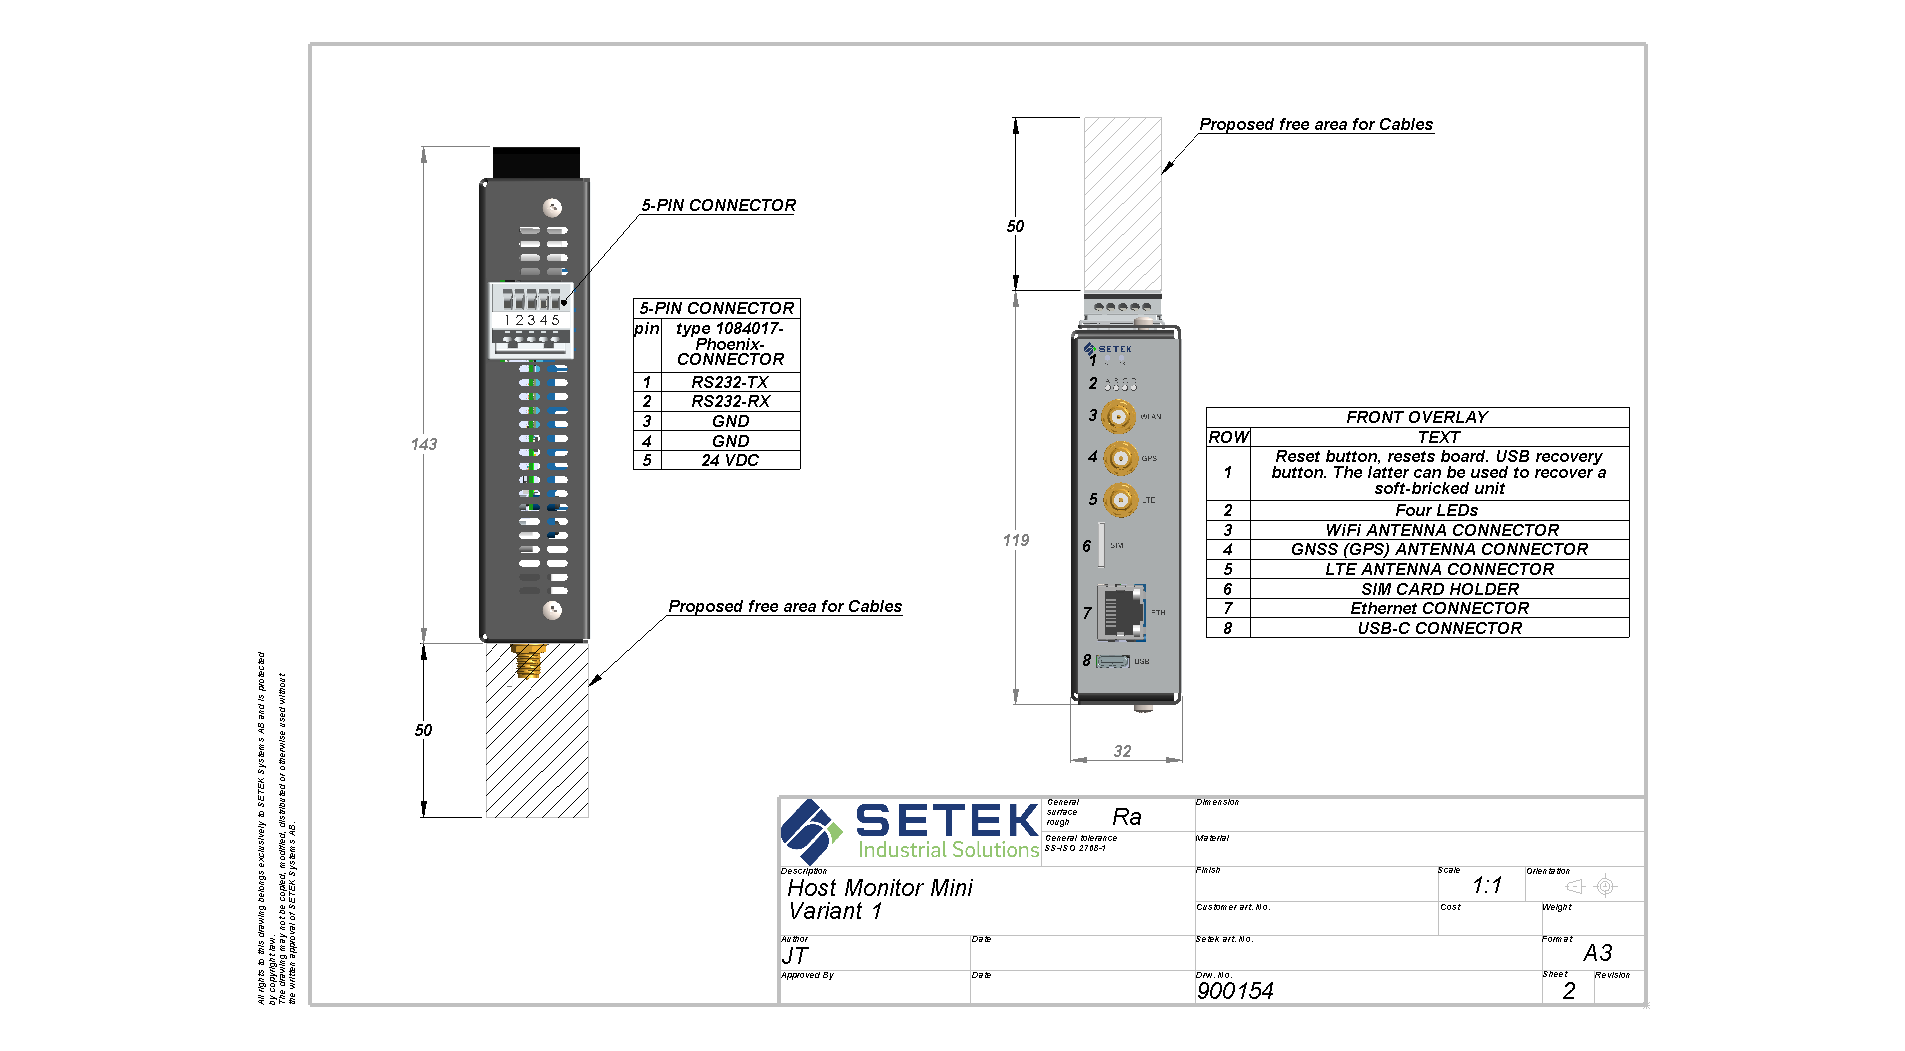 5-PIN CONNECTOR
143
1 2 3 4 5
5-PIN CONNECTOR
pin type 1084017-
Phoenix-
CONNECTOR
1 RS232-TX
2 RS232-RX
3 GND
4 GND
5 24 VDC
Proposed free area for Cables
50
Proposed free area for Cables
50
119
32
SETEK
1
2
3 WLAN
4 GPS
5 LTE
6 SIM
7 ETH
8 USB
FRONT OVERLAY
ROW TEXT
1 Reset button, resets board. USB recovery
button. The latter can be used to recover a
soft-bricked unit
2 Four LEDs
3 WiFi ANTENNA CONNECTOR
4 GNSS (GPS) ANTENNA CONNECTOR
5 LTE ANTENNA CONNECTOR
6 SIM CARD HOLDER
7 Ethernet CONNECTOR
8 USB-C CONNECTOR
All rights to this drawing belongs exclusively to SETEK Systems AB and is protected
by copyright law.
The drawing may not be copied, modified, distributed or otherwise used without
the written approval of SETEK Systems AB.
SETEK
Industrial Solutions
General
surface
rough
Ra
General tolerance
SS-ISO 2768-1
Dimension
Material
Description
Host Monitor Mini
Variant 1
Finish
Scale
1:1
Orientation
Customer art. No.
Cost
Weight
Author
JT
Date
Setek art. No.
Format
A3
Approved By
Date
Drw. No.
900154
Sheet
2
Revision